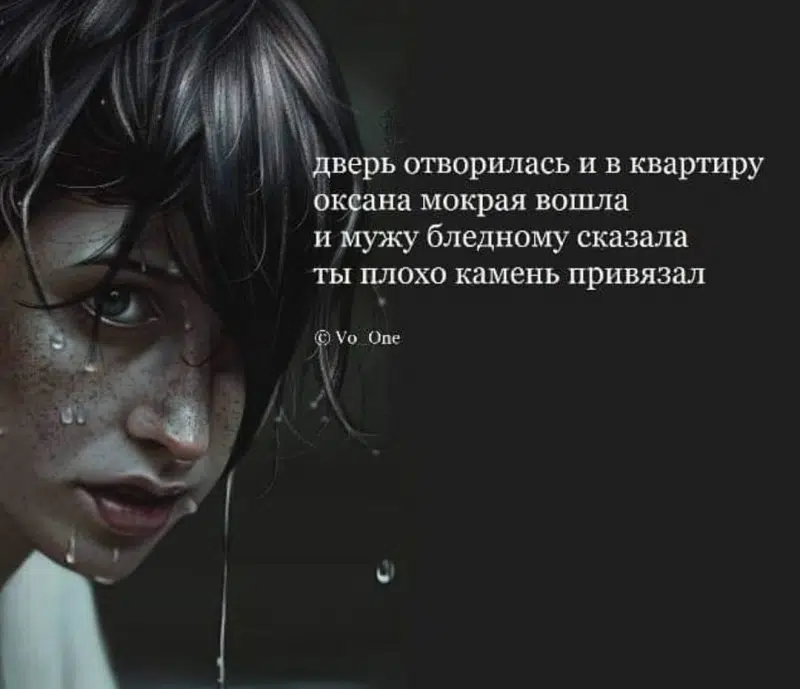 дверь отворилась и в квартиру
оксана мокрая вошла
и мужу бледному сказала
ты плохо камень привязал
© Vo_One